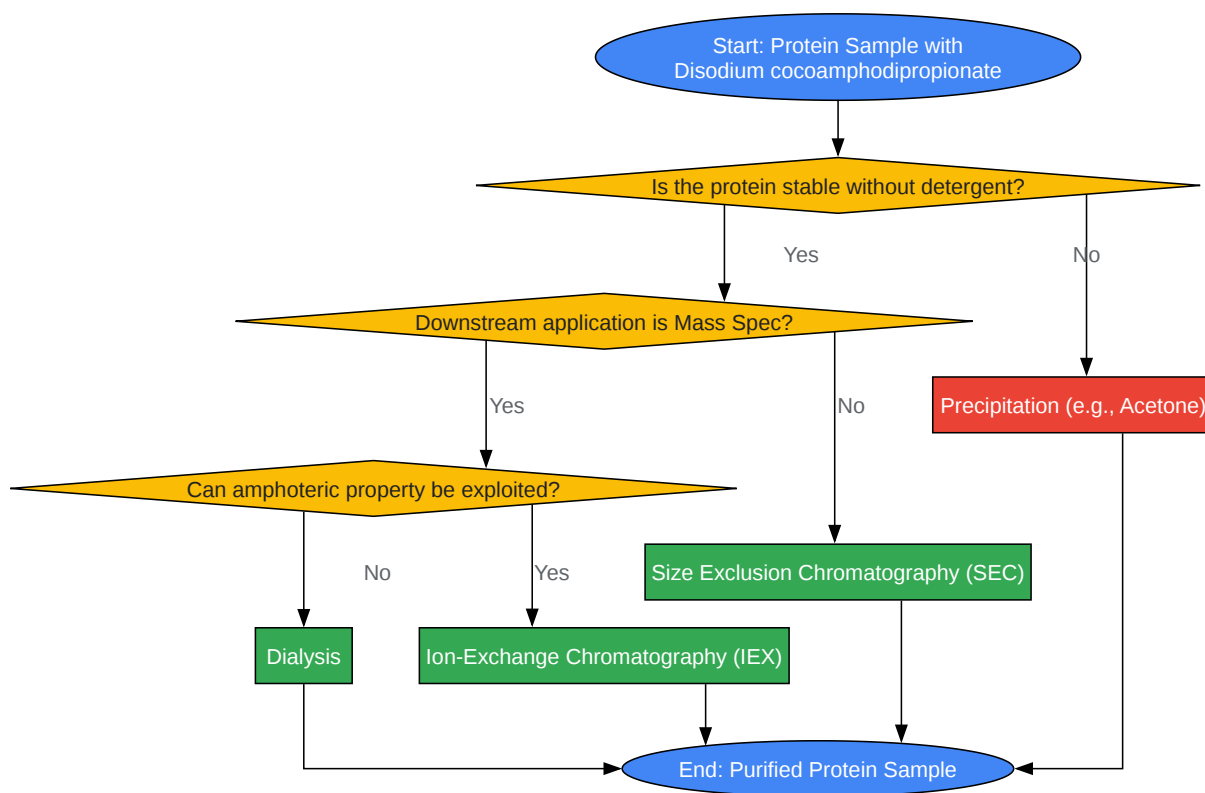 Start: Protein Sample with
Disodium cocoamphodipropionate
Is the protein stable without detergent?
Yes
No
Downstream application is Mass Spec?
Yes
No
Precipitation (e.g., Acetone)
Can amphoteric property be exploited?
No
Yes
Size Exclusion Chromatography (SEC)
Dialysis
Ion-Exchange Chromatography (IEX)
End: Purified Protein Sample